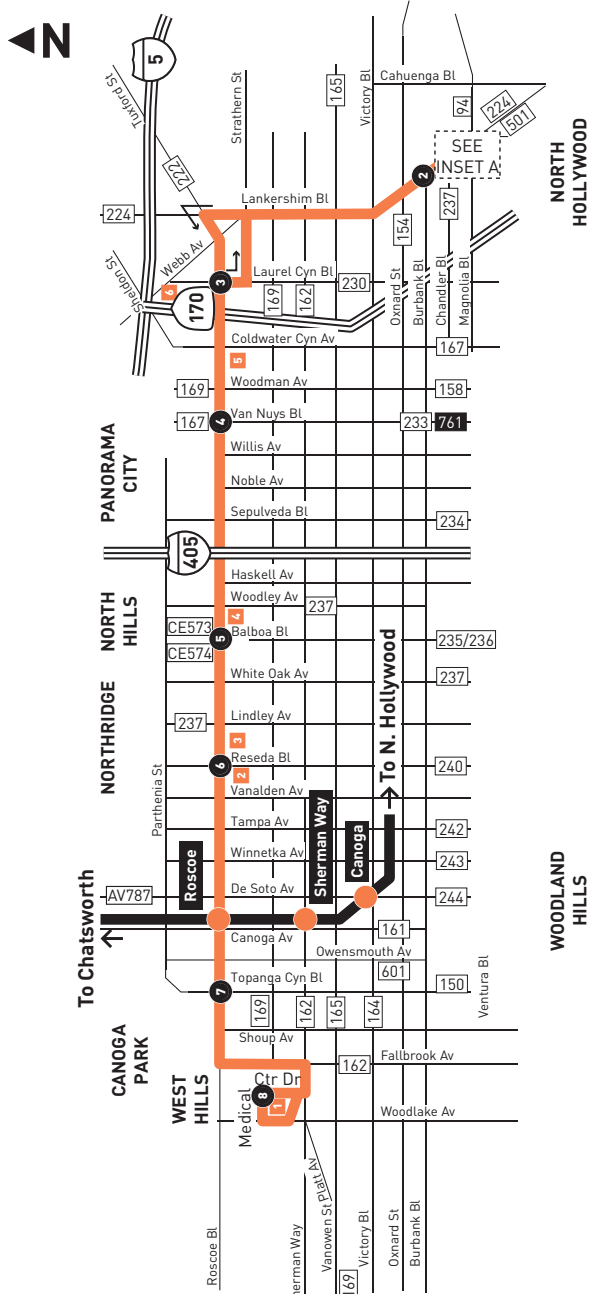 N
5
Tuxford St
222
224
Strathern St
165
Victory Bl
Cahuenga Bl
94
224
501
SEE
INSET A
2
NORTH
HOLLYWOOD
Lankershim Bl
237
154
Webb Av
Sheldon St
6
170
3
Laurel Cyn Bl
230
169
162
Oxnard St
Burbank Bl
Chandler Bl
Magnolia Bl
Coldwater Cyn Av
167
5
169
Woodman Av
158
167
4
Van Nuys Bl
233
761
PANORAMA
CITY
Willis Av
Noble Av
Sepulveda Bl
234
405
Haskell Av
Woodley Av
237
4
NORTH
HILLS
CE573
CE574
5
Balboa Bl
235/236
White Oak Av
237
237
Lindley Av
NORTHRIDGE
3
6
Reseda Bl
240
2
Vanalden Av
To N. Hollywood
Parthenia St
Tampa Av
242
Winnetka Av
243
Roscoe
Sherman Way
Canoga
AV787
De Soto Av
244
To Chatsworth
Canoga Av
161
Owensmouth Av
601
WOODLAND
HILLS
7
Topanga Cyn Bl
150
Ventura Bl
169
162
165
164
CANOGA
PARK
Shoup Av
162
Fallbrook Av
WEST
HILLS
Medical
Ctr Dr
8
1
Woodlake Av
Roscoe Bl
herman Way
Vanowen St
Platt Av
Victory Bl
Oxnard St
Burbank Bl
169